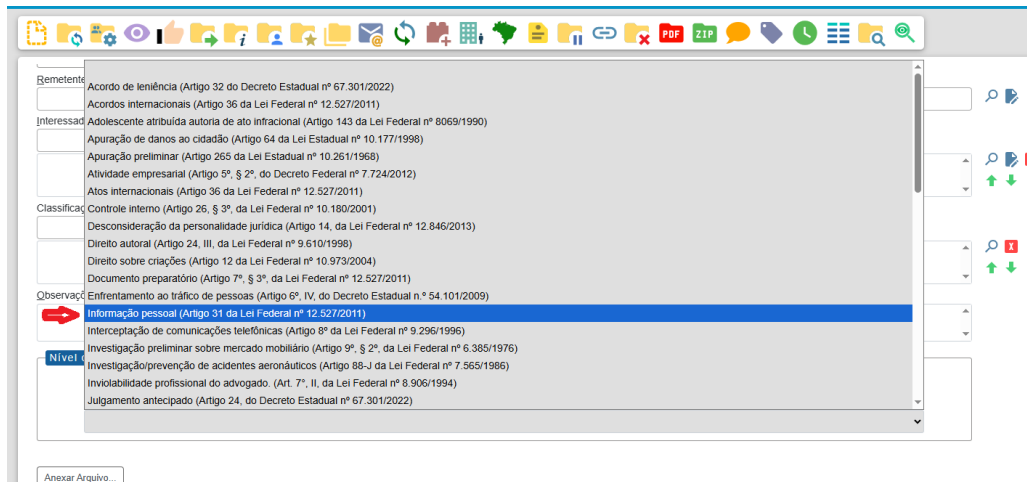 PDF
ZIP
Remetente
Acordo de leniência (Artigo 32 do Decreto Estadual nº 67.301/2022)
Acordos internacionais (Artigo 36 da Lei Federal nº 12.527/2011)
Interessad
Adolescente atribuída autoria de ato infracional (Artigo 143 da Lei Federal nº 8069/1990)
Apuração de danos ao cidadão (Artigo 64 da Lei Estadual nº 10.177/1998)
Apuração preliminar (Artigo 265 da Lei Estadual nº 10.261/1968)
Atividade empresarial (Artigo 5º, § 2º, do Decreto Federal nº 7.724/2012)
Atos internacionais (Artigo 36 da Lei Federal nº 12.527/2011)
Classificaç
Controle interno (Artigo 26, § 3º, da Lei Federal nº 10.180/2001)
Desconsideração da personalidade jurídica (Artigo 14, da Lei Federal nº 12.846/2013)
Direito autoral (Artigo 24, III, da Lei Federal nº 9.610/1998)
Direito sobre criações (Artigo 12 da Lei Federal nº 10.973/2004)
Documento preparatório (Artigo 7º, § 3º, da Lei Federal nº 12.527/2011)
Observaçõ
Enfrentamento ao tráfico de pessoas (Artigo 6º, IV, do Decreto Estadual n.º 54.101/2009)
Informação pessoal (Artigo 31 da Lei Federal nº 12.527/2011)
Interceptação de comunicações telefônicas (Artigo 8º da Lei Federal nº 9.296/1996)
Investigação preliminar sobre mercado mobiliário (Artigo 9º, § 2º, da Lei Federal nº 6.385/1976)
Nível
Investigação/prevenção de acidentes aeronáuticos (Artigo 88-J da Lei Federal nº 7.565/1986)
Inviolabilidade profissional do advogado. (Art. 7°, II, da Lei Federal nº 8.906/1994)
Julgamento antecipado (Artigo 24, do Decreto Estadual nº 67.301/2022)
Anexar Arquivo...